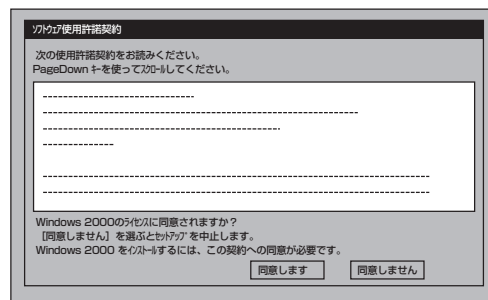 ソフトウェア使用許諾契約
次の使用許諾契約をお読みください。
PageDown キーを使ってスクロールしてください。
Windows 2000のライセンスに同意されますか？
［同意しません］を選ぶとセットアップを中止します。
Windows 2000 をインストールするには、この契約への同意が必要です。
同意します 同意しません